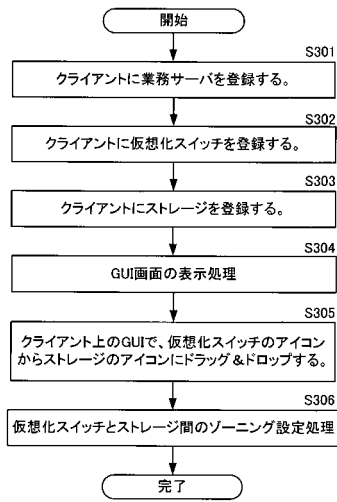 開始
S301
クライアントに業務サーバを登録する。
S302
クライアントに仮想化スイッチを登録する。
S303
クライアントにストレージを登録する。
S304
GUI画面の表示処理
S305
クライアント上のGUIで、仮想化スイッチのアイコン
からストレージのアイコンにドラッグ&ドロップする。
S306
仮想化スイッチとストレージ間のゾーニング設定処理
完了